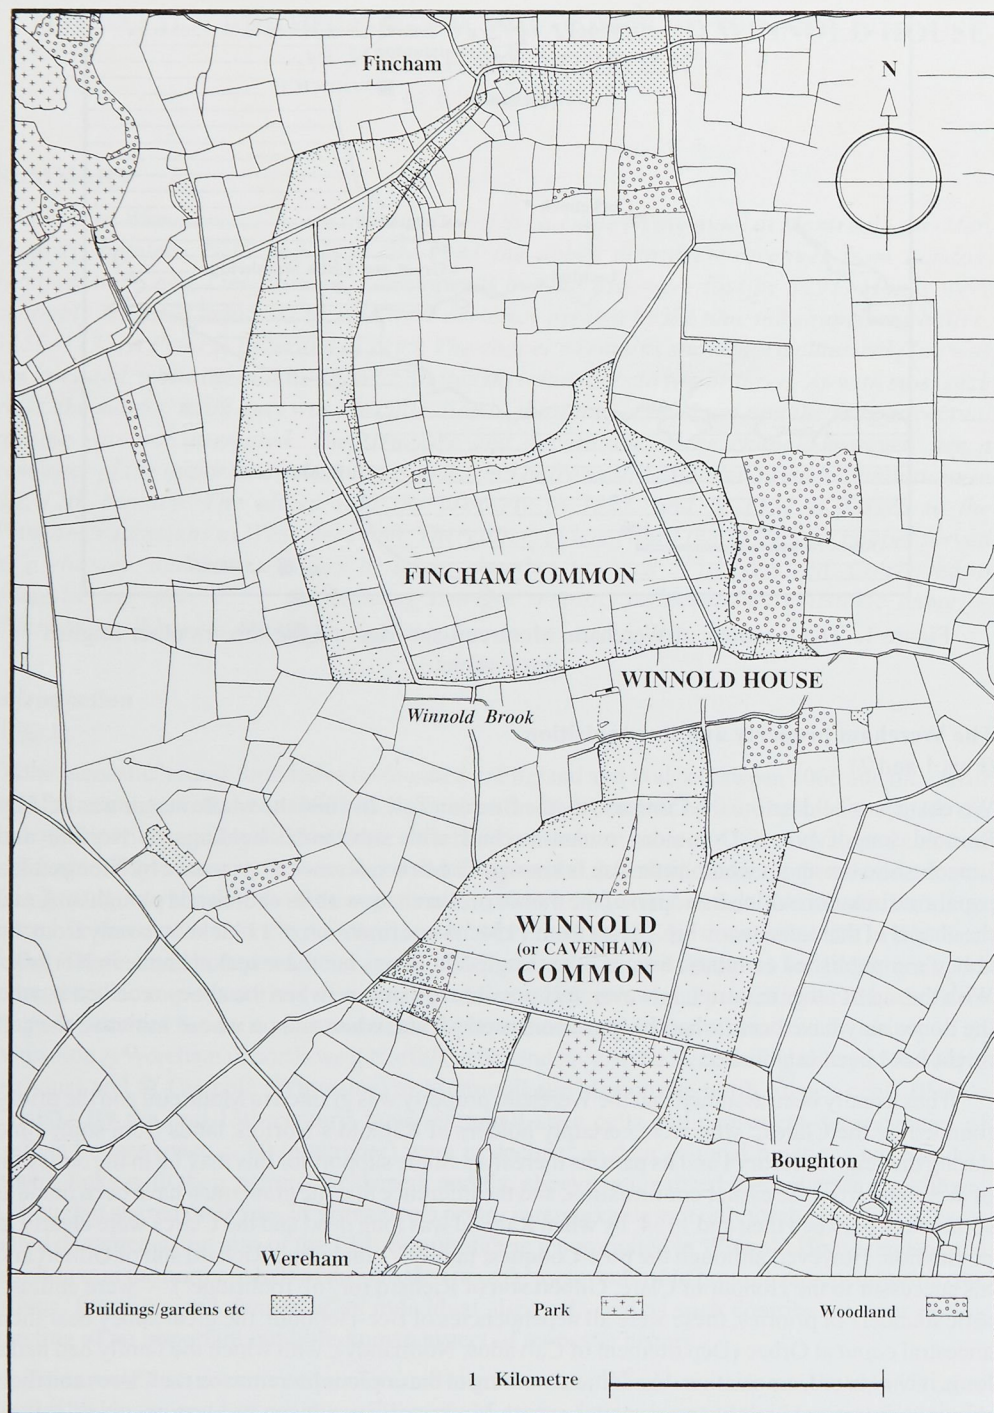 Fincham
N
FINCHAM COMMON
WINNOLD HOUSE
Winnold Brook
WINNOLD
(or CAVENHAM)
COMMON
Boughton
Wereham
Buildings/gardens etc
Park
Woodland
1 Kilometre